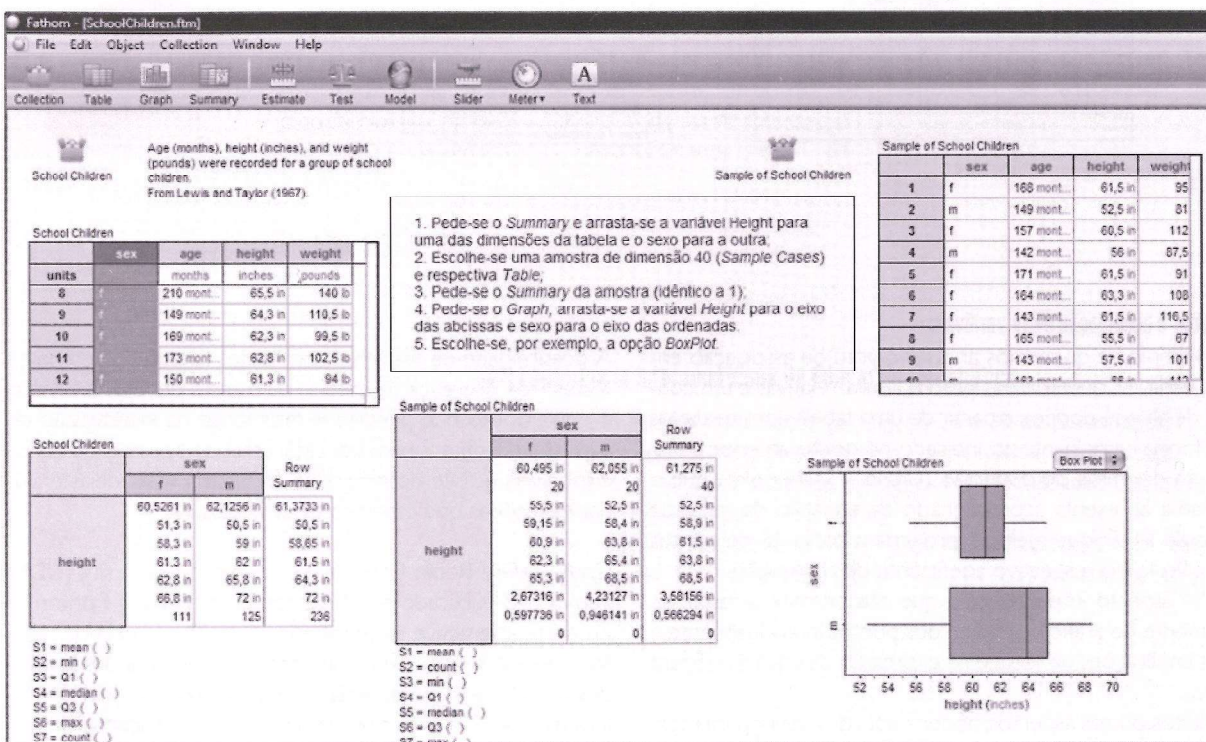 Fathom - [SchoolChildren.ftm]
File Edit Object Collection Window Help
Collection Table Graph Summary Estimate Test Model Slider Meter Text
School Children
Age (months), height (inches), and weight
(pounds) were recorded for a group of school
children.
From Lewis and Taylor (1967).
School Children
sex age height weight
units months inches pounds
8 f 210 mont... 65,5 in 140 lb
9 f 149 mont... 64,3 in 110,5 lb
10 f 169 mont... 62,3 in 99,5 lb
11 f 173 mont... 62,8 in 102,5 lb
12 f 150 mont... 61,3 in 94 lb
1. Pede-se o Summary e arrasta-se a variável Height para
uma das dimensões da tabela e o sexo para a outra;
2. Escolhe-se uma amostra de dimensão 40 (Sample Cases)
e respectiva Table;
3. Pede-se o Summary da amostra (idêntico a 1);
4. Pede-se o Graph, arrasta-se a variável Height para o eixo
das abcissas e sexo para o eixo das ordenadas.
5. Escolhe-se, por exemplo, a opção BoxPlot.
Sample of School Children
Sample of School Children
sex age height weight
1 f 168 mont... 61,5 in 95
2 m 149 mont... 52,5 in 81
3 f 157 mont... 60,5 in 112
4 m 142 mont... 56 in 87,5
5 f 171 mont... 61,5 in 91
6 f 164 mont... 63,3 in 108
7 f 143 mont... 61,5 in 116,5
8 f 165 mont... 55,5 in 67
9 m 143 mont... 57,5 in 101
School Children
sex
f m Row
Summary
height
60,5261 in 62,1256 in 61,3733 in
51,3 in 50,5 in 50,5 in
58,3 in 59 in 58,65 in
61,3 in 62 in 61,5 in
62,8 in 65,8 in 64,3 in
66,8 in 72 in 72 in
111 125 236
S1 = mean ( )
S2 = min ( )
S3 = Q1 ( )
S4 = median ( )
S5 = Q3 ( )
S6 = max ( )
S7 = count ( )
Sample of School Children
sex
f m Row
Summary
height
60,495 in 62,055 in 61,275 in
20 20 40
55,5 in 52,5 in 52,5 in
59,15 in 58,4 in 58,9 in
60,9 in 63,8 in 61,5 in
62,3 in 65,4 in 63,8 in
65,3 in 68,5 in 68,5 in
2,67316 in 4,23127 in 3,58156 in
0,597736 in 0,946141 in 0,566294 in
0 0 0
S1 = mean ( )
S2 = count ( )
S3 = min ( )
S4 = Q1 ( )
S5 = median ( )
S6 = Q3 ( )
S7 = max ( )
Sample of School Children
Box Plot
sex
f
m
52 54 56 58 60 62 64 66 68 70
height (inches)